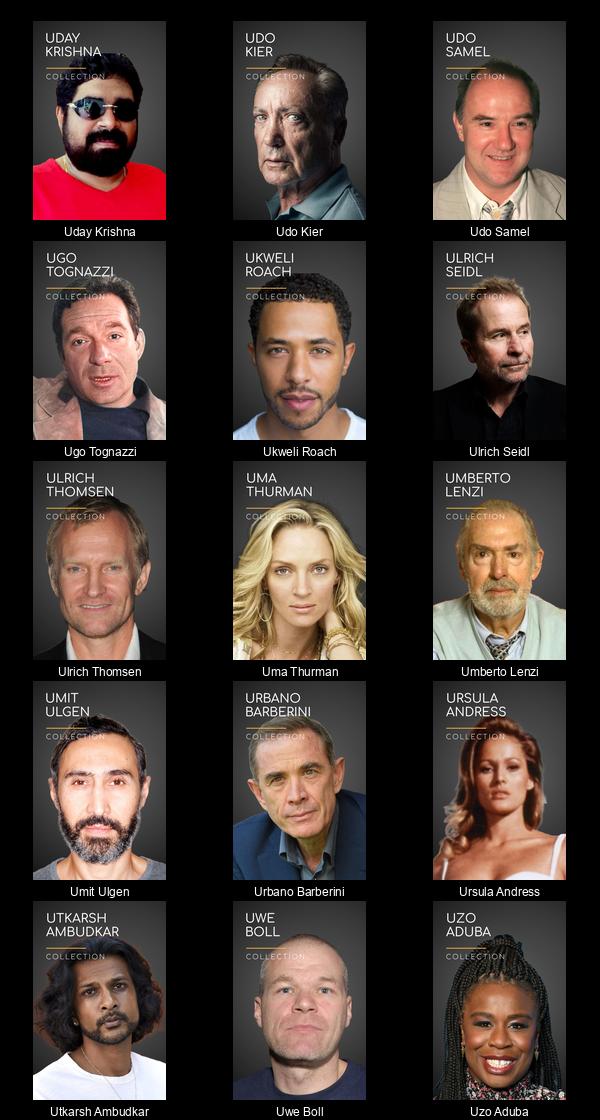 UDAY
KRISHNA
COLLECTION
UDO
KIER
COLLECTION
UDO
SAMEL
COLLECTION
Uday Krishna
Udo Kier
Udo Samel
UGO
TOGNAZZI
COLLECTION
UKWELI
ROACH
COLLECTION
ULRICH
SEIDL
COLLECTION
Ugo Tognazzi
Ukweli Roach
Ulrich Seidl
ULRICH
THOMSEN
COLLECTION
UMA
THURMAN
COLLECTION
UMBERTO
LENZI
COLLECTION
Ulrich Thomsen
Uma Thurman
Umberto Lenzi
UMIT
ULGEN
COLLECTION
URBANO
BARBERINI
COLLECTION
URSULA
ANDRESS
COLLECTION
Umit Ulgen
Urbano Barberini
Ursula Andress
UTKARSH
AMBUDKAR
COLLECTION
UWE
BOLL
COLLECTION
UZO
ADUBA
COLLECTION
Utkarsh Ambudkar
Uwe Boll
Uzo Aduba